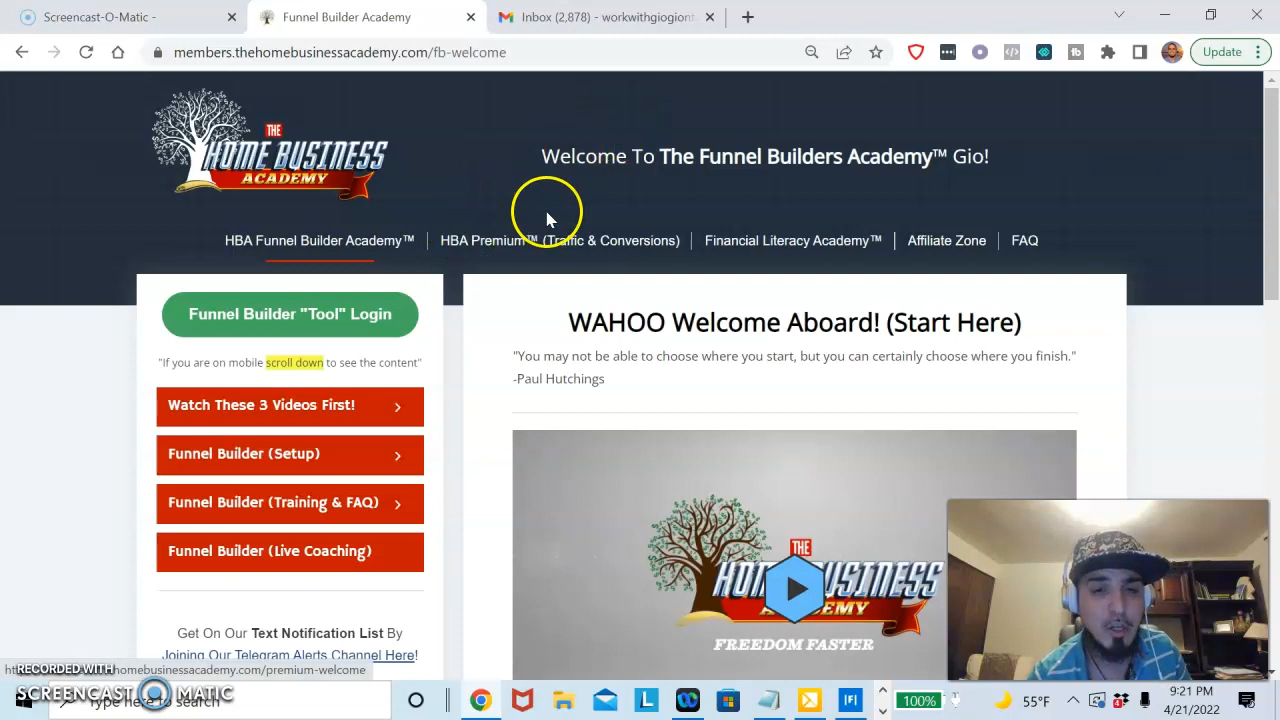 Screencast-O-Matic -
Funnel Builder Academy
Inbox (2,878) - workwithgiogiont
members.thehomebusinessacademy.com/fb-welcome
Update
THE
HOME BUSINESS
ACADEMY
Welcome To The Funnel Builders Academy™ Gio!
HBA Funnel Builder Academy™
HBA Premium™ (Traffic & Conversions)
Financial Literacy Academy™
Affiliate Zone
FAQ
Funnel Builder "Tool" Login
"If you are on mobile scroll down to see the content"
Watch These 3 Videos First!
Funnel Builder (Setup)
Funnel Builder (Training & FAQ)
Funnel Builder (Live Coaching)
Get On Our Text Notification List By
Joining Our Telegram Alerts Channel Here!
WAHOO Welcome Aboard! (Start Here)
"You may not be able to choose where you start, but you can certainly choose where you finish."
-Paul Hutchings
THE
HOME BUSINESS
ACADEMY
FREEDOM FASTER
homebusinessacademy.com/premium-welcome
RECORDED WITH
SCREENCAST O MATIC
Type here to search
100%
55°F
9:21 PM
4/21/2022